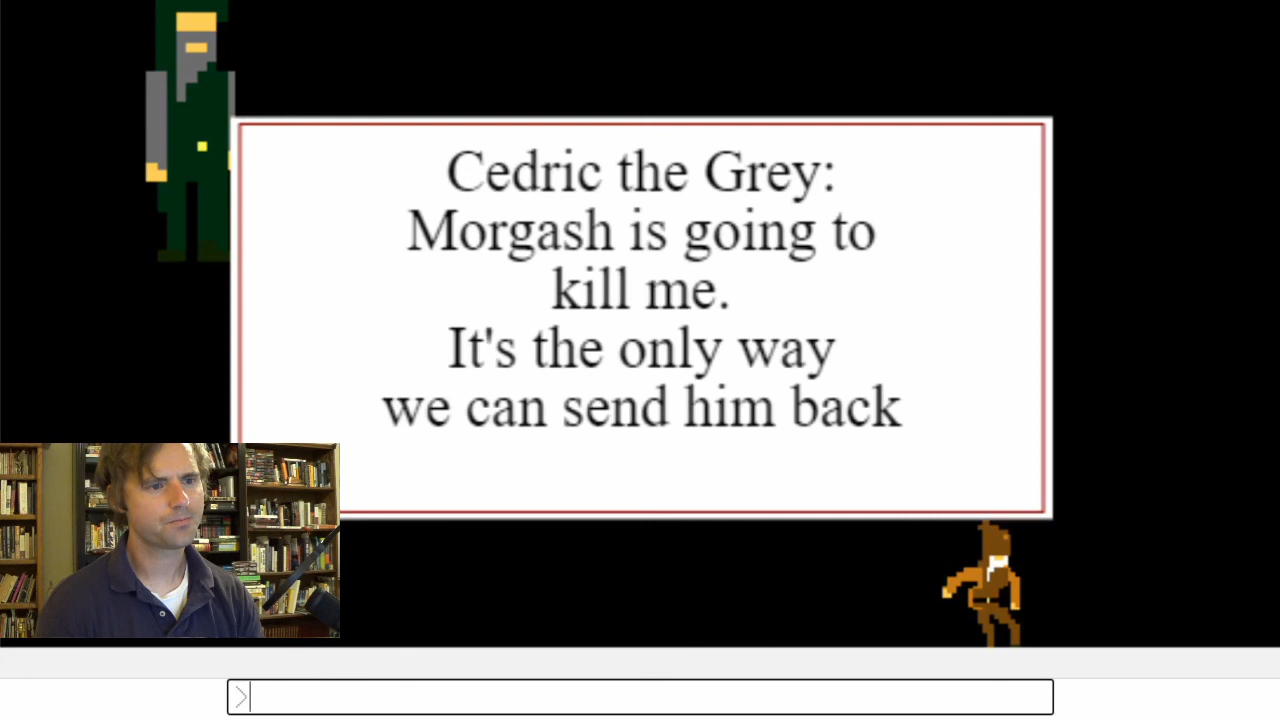 Cedric the Grey:
Morgash is going to
kill me.
It's the only way
we can send him back